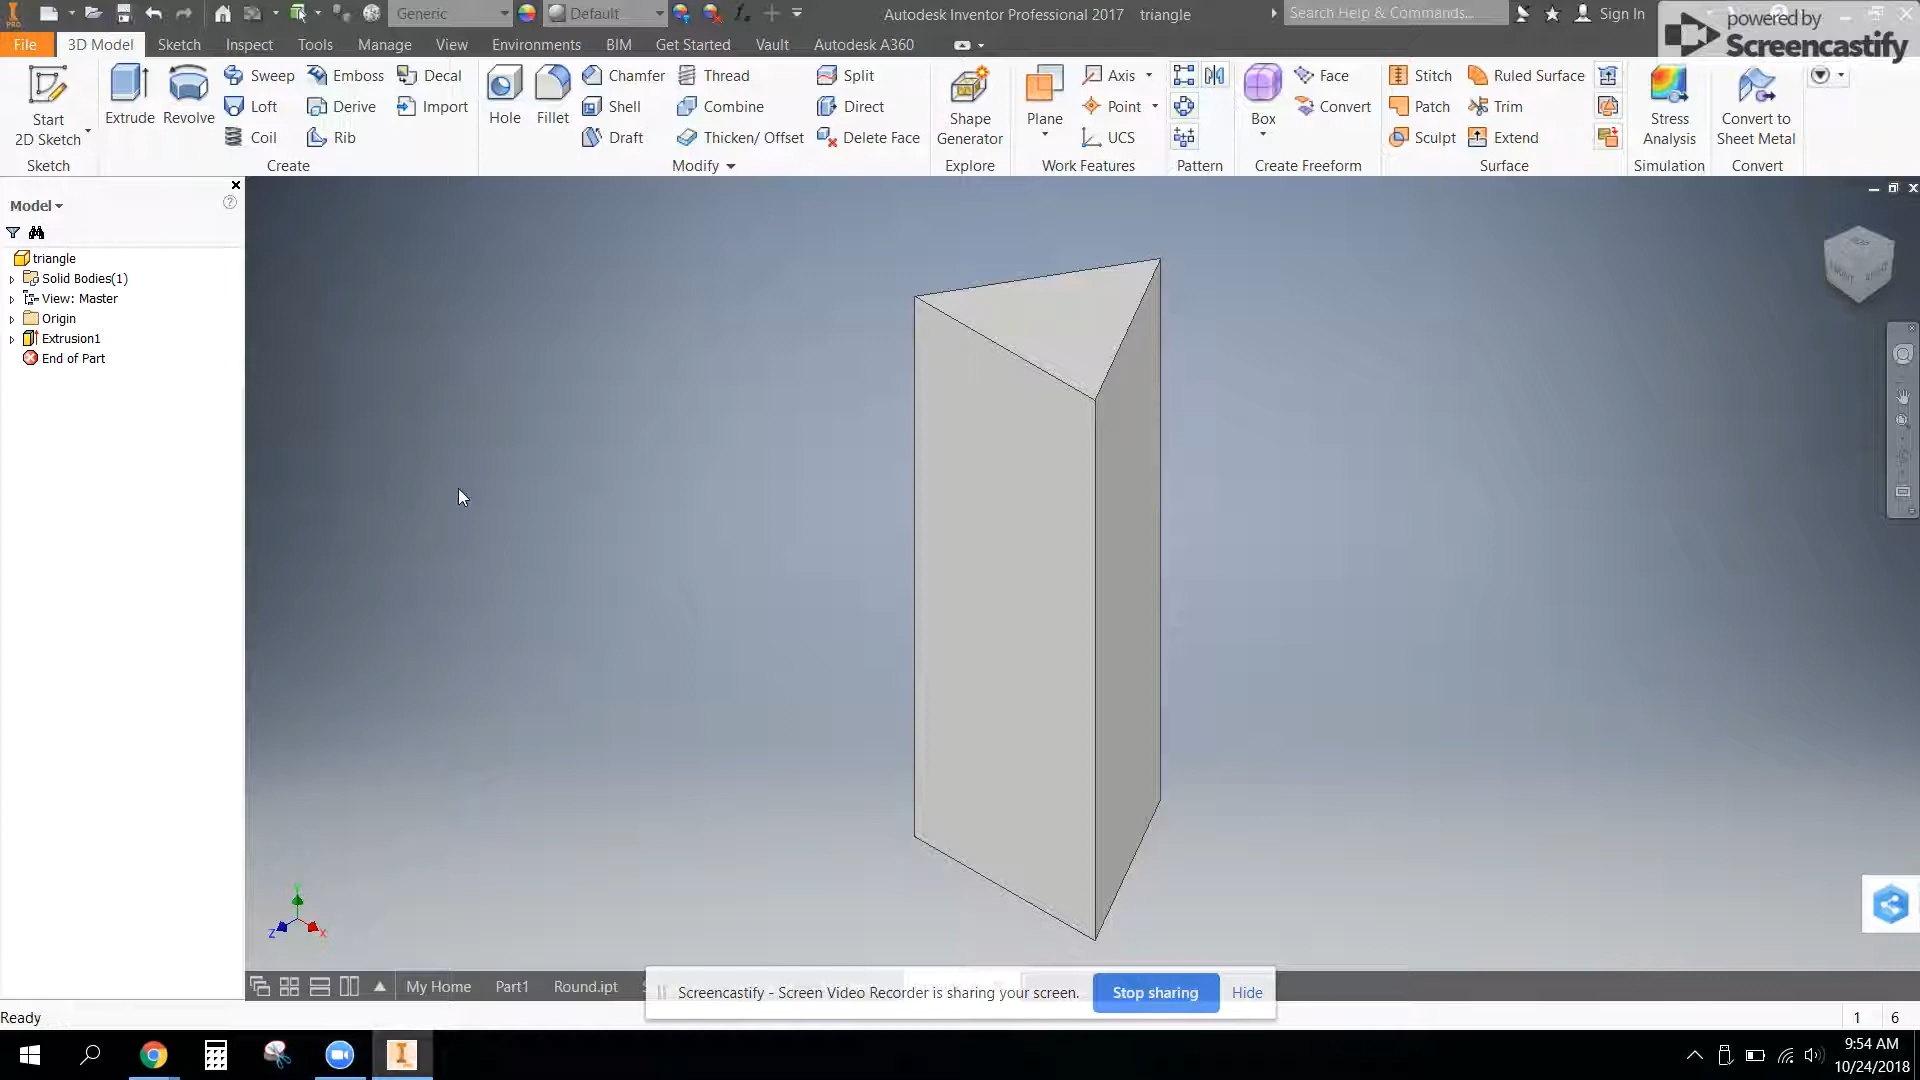 Generic
Default
Autodesk Inventor Professional 2017 triangle
Search Help & Commands...
Sign In
powered by
Screencastify
File
3D Model
Sketch
Inspect
Tools
Manage
View
Environments
BIM
Get Started
Vault
Autodesk A360
Start
2D Sketch
Sketch
Extrude
Revolve
Sweep
Loft
Coil
Emboss
Derive
Rib
Decal
Import
Create
Hole
Fillet
Chamfer
Shell
Draft
Thread
Combine
Thicken/ Offset
Split
Direct
Delete Face
Modify
Shape
Generator
Explore
Plane
Axis
Point
UCS
Work Features
Pattern
Box
Face
Convert
Create Freeform
Stitch
Patch
Sculpt
Ruled Surface
Trim
Extend
Surface
Stress
Analysis
Simulation
Convert to
Sheet Metal
Convert
Model
triangle
Solid Bodies(1)
View: Master
Origin
Extrusion1
End of Part
Y
Z
X
My Home
Part1
Round.ipt
Screencastify - Screen Video Recorder is sharing your screen.
Stop sharing
Hide
Ready
1
6
9:54 AM
10/24/2018